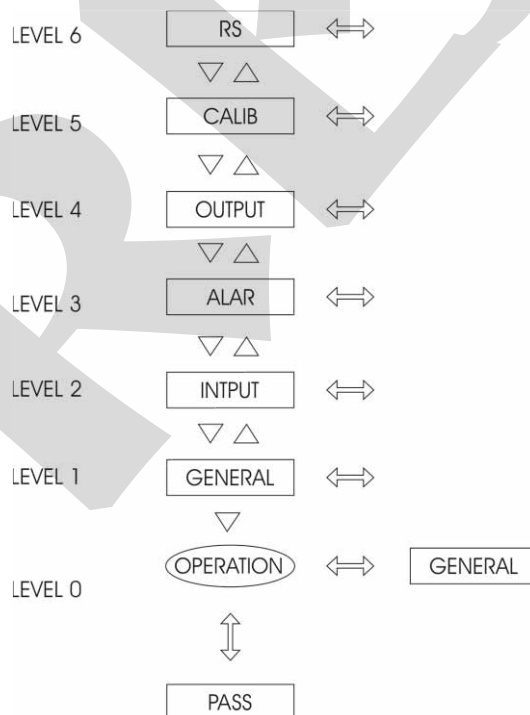 LEVEL 6 RS
LEVEL 5 CALIB
LEVEL 4 OUTPUT
LEVEL 3 ALAR
LEVEL 2 INTPUT
LEVEL 1 GENERAL
OPERATION GENERAL
LEVEL 0
PASS